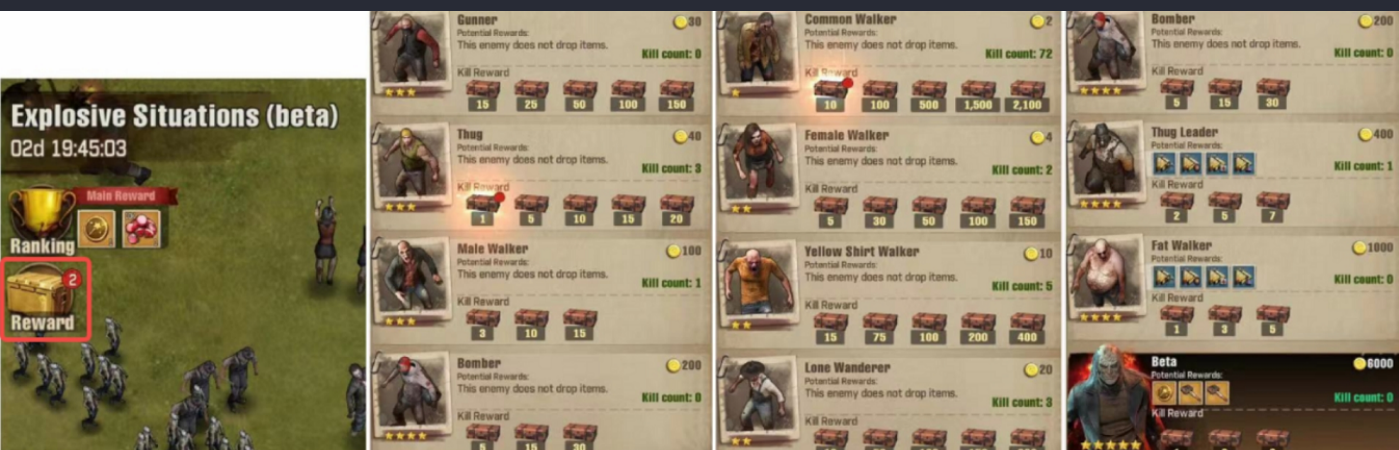 Explosive Situations (beta)
02d 19:45:03
Main Reward
Ranking
2
Reward
Gunner
30
Potential Rewards:
This enemy does not drop items.
Kill count: 0
Kill Reward
15 25 50 100 150
Thug
40
Potential Rewards:
This enemy does not drop items.
Kill count: 3
Kill Reward
1 5 10 15 20
Male Walker
100
Potential Rewards:
This enemy does not drop items.
Kill count: 1
Kill Reward
3 10 15
Bomber
200
Potential Rewards:
This enemy does not drop items.
Kill count: 0
Kill Reward
5 15 30
Common Walker
2
Potential Rewards:
This enemy does not drop items.
Kill count: 72
Kill Reward
10 100 500 1,500 2,100
Female Walker
4
Potential Rewards:
This enemy does not drop items.
Kill count: 2
Kill Reward
5 30 50 100 150
Yellow Shirt Walker
10
Potential Rewards:
This enemy does not drop items.
Kill count: 5
Kill Reward
15 75 100 200 400
Lone Wanderer
20
Potential Rewards:
This enemy does not drop items.
Kill count: 3
Kill Reward
Bomber
200
Potential Rewards:
This enemy does not drop items.
Kill count: 0
Kill Reward
5 15 30
Thug Leader
400
Potential Rewards:
Kill count: 1
Kill Reward
2 5 7
Fat Walker
1000
Potential Rewards:
Kill count: 0
Kill Reward
1 3 5
Beta
6000
Potential Rewards:
Kill count: 0
Kill Reward